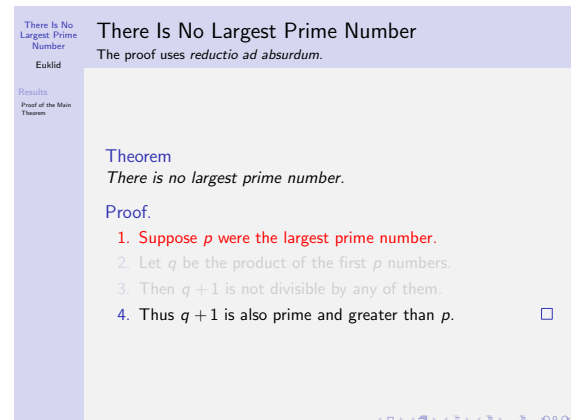 There Is No
Largest Prime
Number
Euklid
Results
Proof of the Main
Theorem
There Is No Largest Prime Number
The proof uses reductio ad absurdum.
Theorem
There is no largest prime number.
Proof.
1. Suppose p were the largest prime number.
2. Let q be the product of the first p numbers.
3. Then q + 1 is not divisible by any of them.
4. Thus q + 1 is also prime and greater than p. □